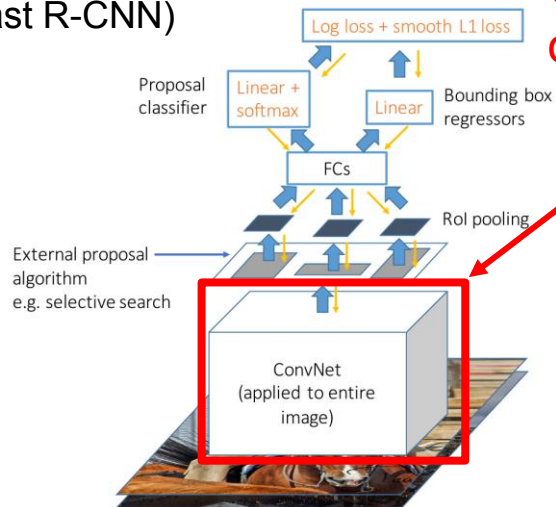 ast R-CNN)
Log loss + smooth L1 loss
Proposal
classifier
Linear +
softmax
Linear
Bounding box
regressors
FCs
RoI pooling
External proposal
algorithm
e.g. selective search
ConvNet
(applied to entire
image)